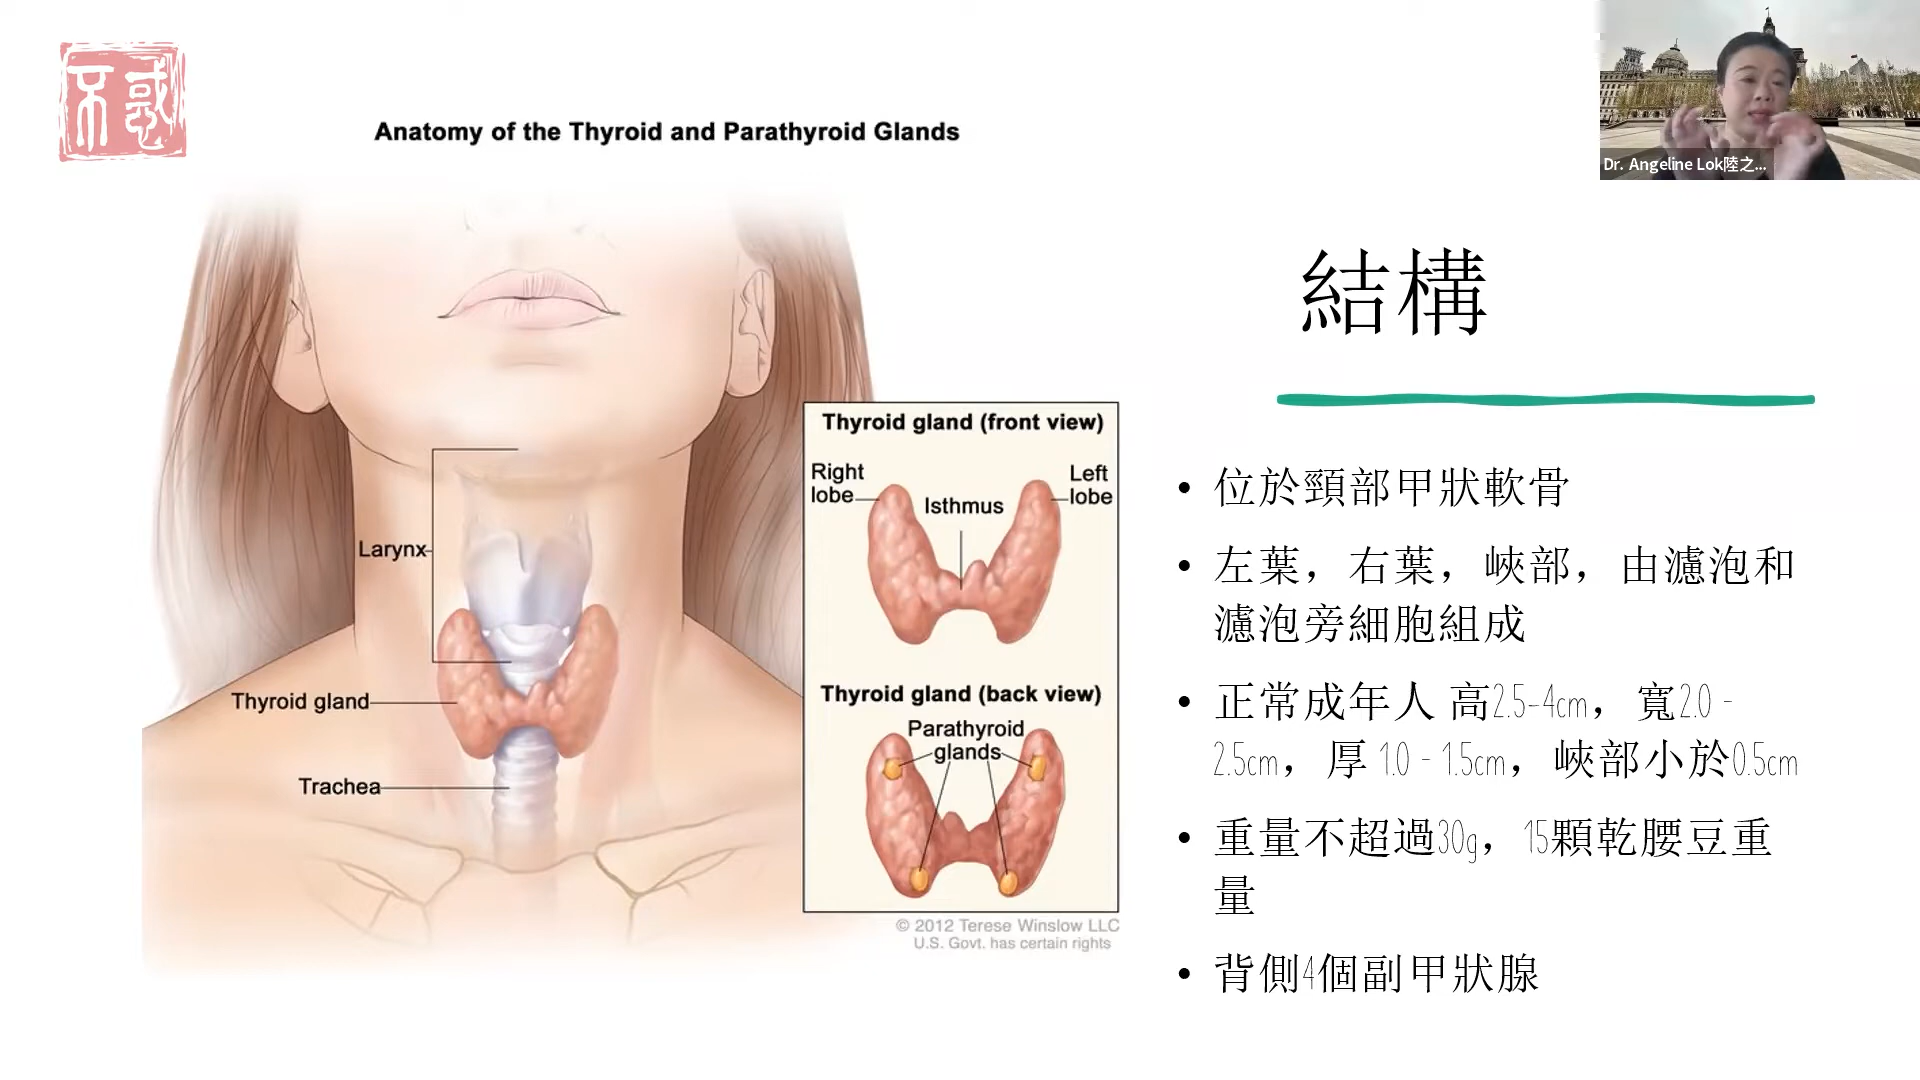 不惑
Anatomy of the Thyroid and Parathyroid Glands
Larynx
Thyroid gland
Trachea
Thyroid gland (front view)
Right
lobe
Isthmus
Left
lobe
Thyroid gland (back view)
Parathyroid
glands
© 2012 Terese Winslow LLC
U.S. Govt. has certain rights
Dr. Angeline Lok陸之...
結構
• 位於頸部甲狀軟骨
• 左葉，右葉，峽部，由濾泡和
濾泡旁細胞組成
• 正常成年人 高2.5-4cm，寬2.0 -
2.5cm，厚 1.0 - 1.5cm，峽部小於0.5cm
• 重量不超過30g，15顆乾腰豆重
量
• 背側4個副甲狀腺